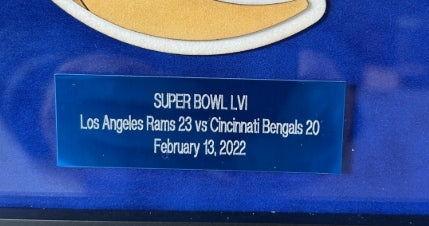 SUPER BOWL LVI
Los Angeles Rams 23 vs Cincinnati Bengals 20
February 13, 2022